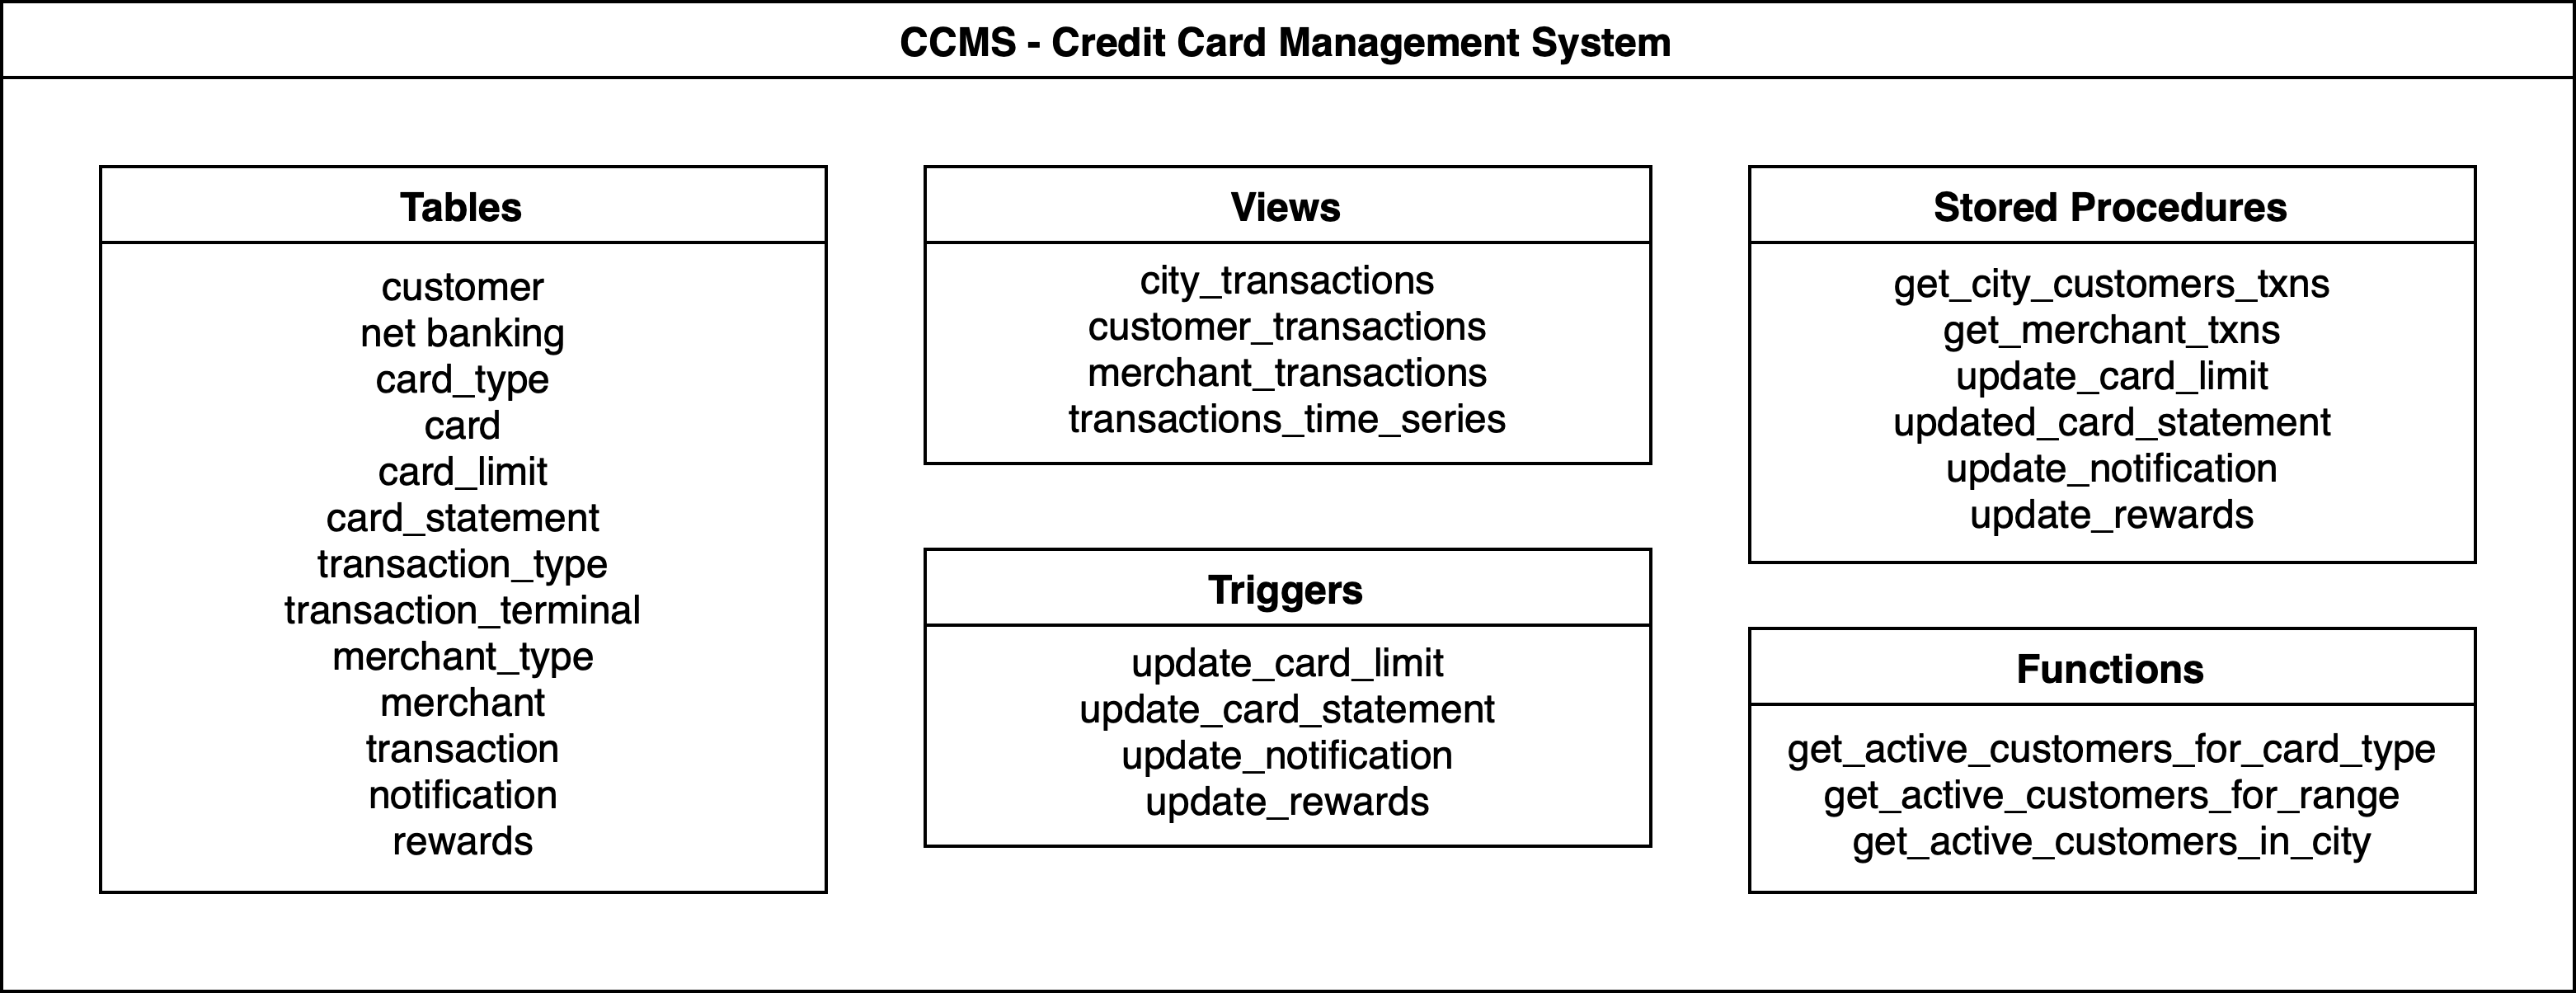 CCMS - Credit Card Management System
Tables
customer
net banking
card_type
card
card_limit
card_statement
transaction_type
transaction_terminal
merchant_type
merchant
transaction
notification
rewards
Views
city_transactions
customer_transactions
merchant_transactions
transactions_time_series
Triggers
update_card_limit
update_card_statement
update_notification
update_rewards
Stored Procedures
get_city_customers_txns
get_merchant_txns
update_card_limit
updated_card_statement
update_notification
update_rewards
Functions
get_active_customers_for_card_type
get_active_customers_for_range
get_active_customers_in_city